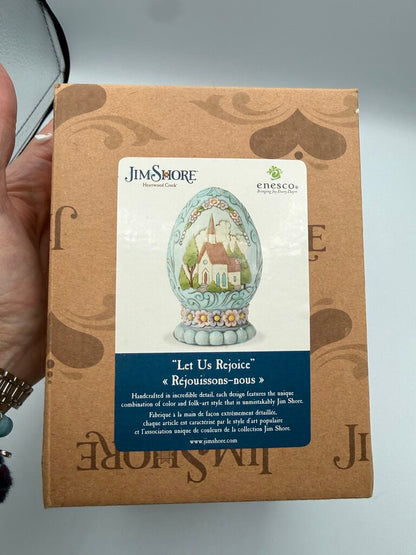 JIM SHORE
Heartwood Creek
enesco®
Bringing Joy Every Day™
"Let Us Rejoice"
« Réjouissons-nous »
Handcrafted in incredible detail, each design features the unique
combination of color and folk-art style that is unmistakably Jim Shore.
Fabriqué à la main de façon extrêmement détaillée,
chaque article est caractérisé par le style d'art populaire
et l'association unique de couleurs de la collection Jim Shore.
www.jimshore.com
JIM SHORE
JIM SHORE